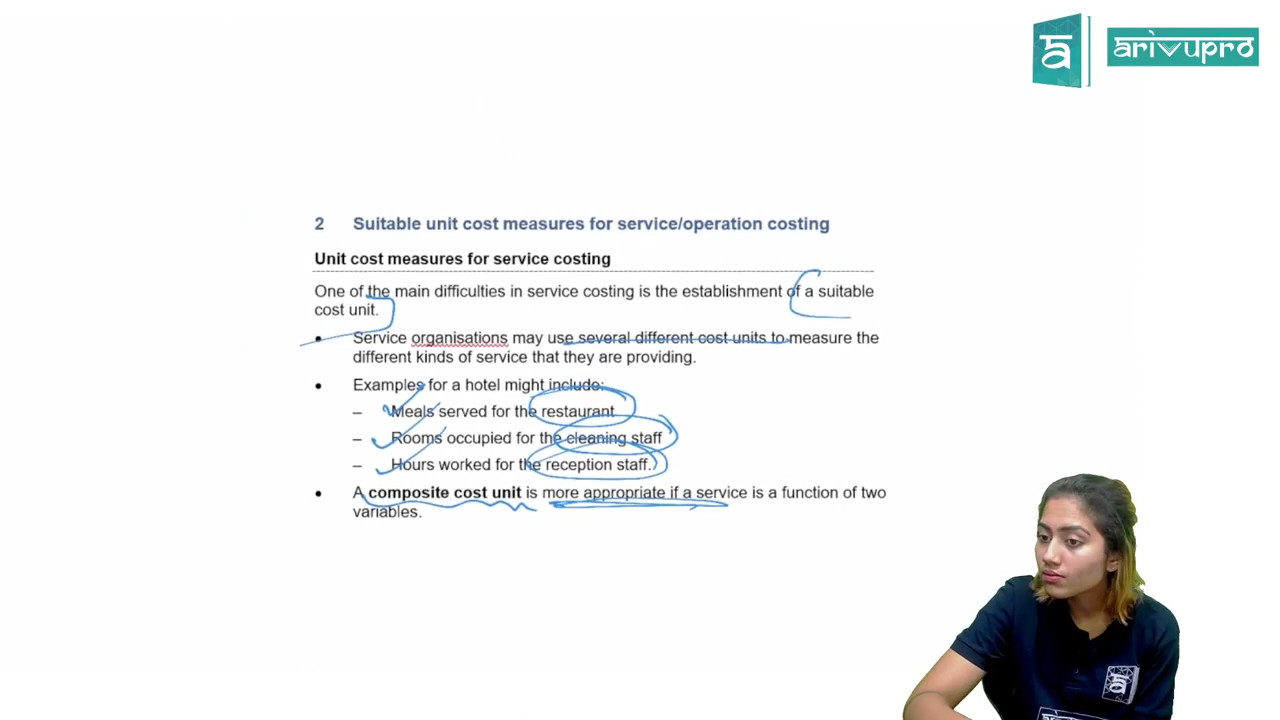 arivupro
2 Suitable unit cost measures for service/operation costing
Unit cost measures for service costing
One of the main difficulties in service costing is the establishment of a suitable
cost unit.
• Service organisations may use several different cost units to measure the
different kinds of service that they are providing.
• Examples for a hotel might include:
– Meals served for the restaurant
– Rooms occupied for the cleaning staff
– Hours worked for the reception staff.
• A composite cost unit is more appropriate if a service is a function of two
variables.